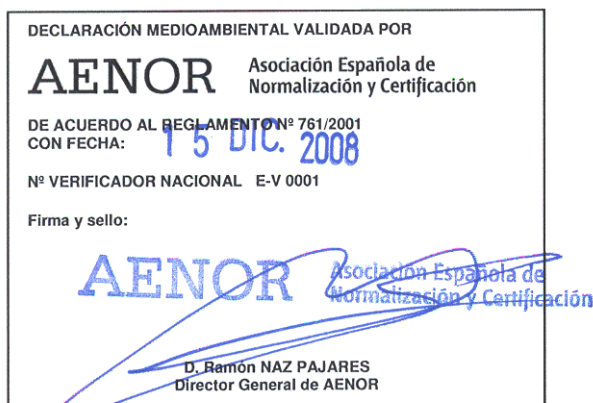 DECLARACIÓN MEDIOAMBIENTAL VALIDADA POR
AENOR Asociación Española de
Normalización y Certificación
DE ACUERDO AL REGLAMENTO Nº 761/2001
CON FECHA: 15 DIC. 2008
Nº VERIFICADOR NACIONAL E-V 0001
Firma y sello:
AENOR Asociación Española de
Normalización y Certificación
D. Ramón NAZ PAJARES
Director General de AENOR